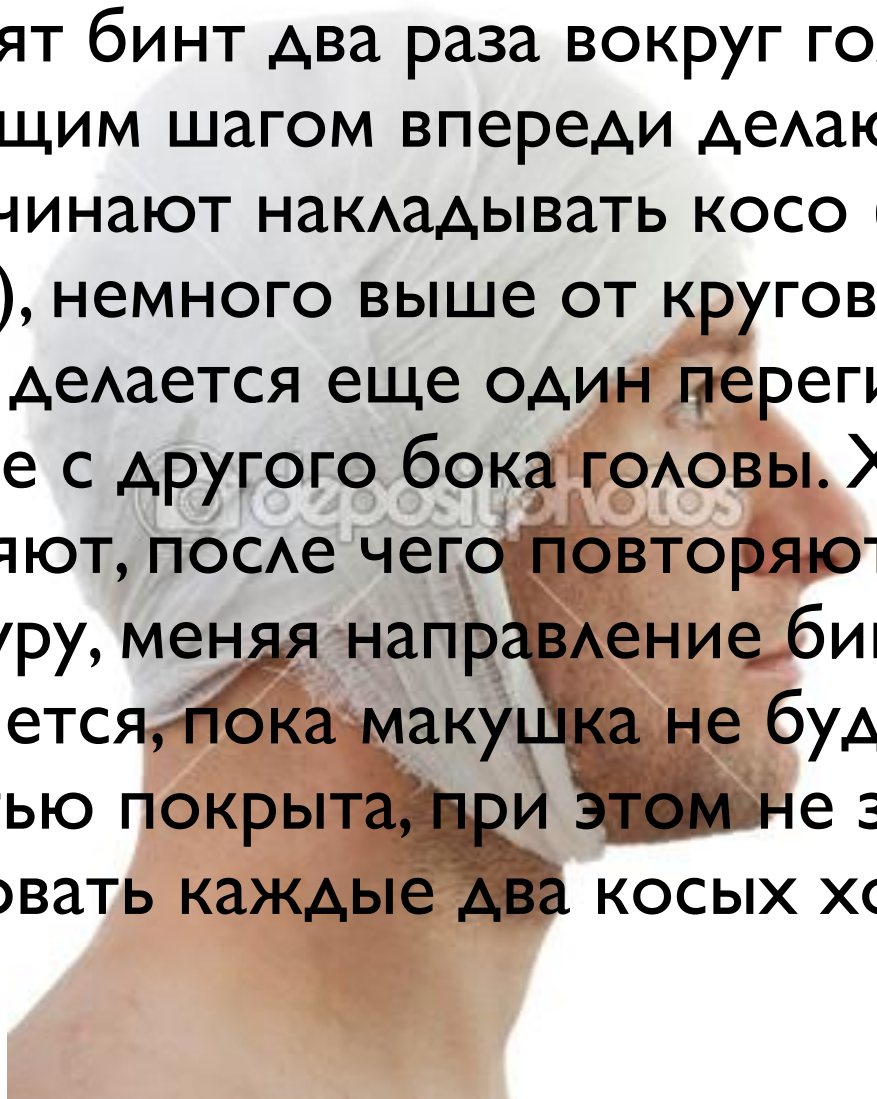 ят бинт два раза вокруг го
щим шагом впереди делаю
чинают накладывать косо (
), немного выше от кругов
делается еще один переги
е с другого бока головы. Х
яют, после чего повторяют
уру, меняя направление би
ется, пока макушка не буд
тью покрыта, при этом не з
овать каждые два косых хо
depositphotos